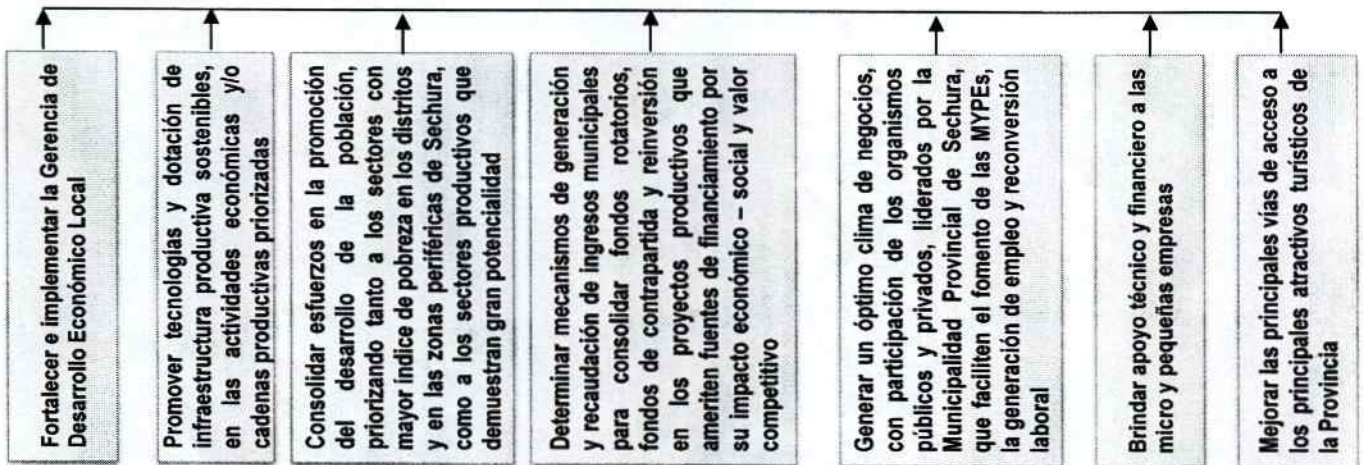 Fortalecer e implementar la Gerencia de
Desarrollo Económico Local
Promover tecnologías y dotación de
infraestructura productiva sostenibles,
en las actividades económicas y/o
cadenas productivas priorizadas
Consolidar esfuerzos en la promoción
del desarrollo de la población,
priorizando tanto a los sectores con
mayor índice de pobreza en los distritos
y en las zonas periféricas de Sechura,
como a los sectores productivos que
demuestran gran potencialidad
Determinar mecanismos de generación
y recaudación de ingresos municipales
para consolidar fondos rotatorios,
fondos de contrapartida y reinversión
en los proyectos productivos que
ameriten fuentes de financiamiento por
su impacto económico – social y valor
competitivo
Generar un óptimo clima de negocios,
con participación de los organismos
públicos y privados, liderados por la
Municipalidad Provincial de Sechura,
que faciliten el fomento de las MYPEs,
la generación de empleo y reconversión
laboral
Brindar apoyo técnico y financiero a las
micro y pequeñas empresas
Mejorar las principales vías de acceso a
los principales atractivos turísticos de
la Provincia